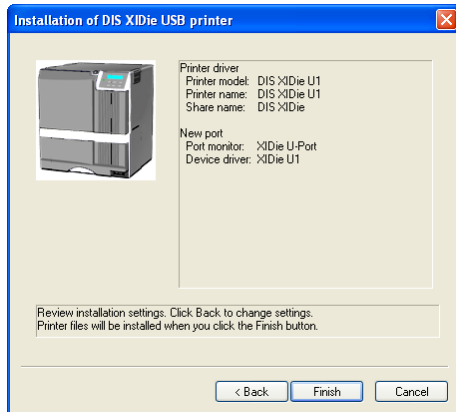 Installation of DIS XIDie USB printer
Printer driver
Printer model: DIS XIDie U1
Printer name: DIS XIDie U1
Share name: DIS XIDie
New port
Port monitor: XIDie U-Port
Device driver: XIDie U1
Review installation settings. Click Back to change settings.
Printer files will be installed when you click the Finish button.
< Back
Finish
Cancel